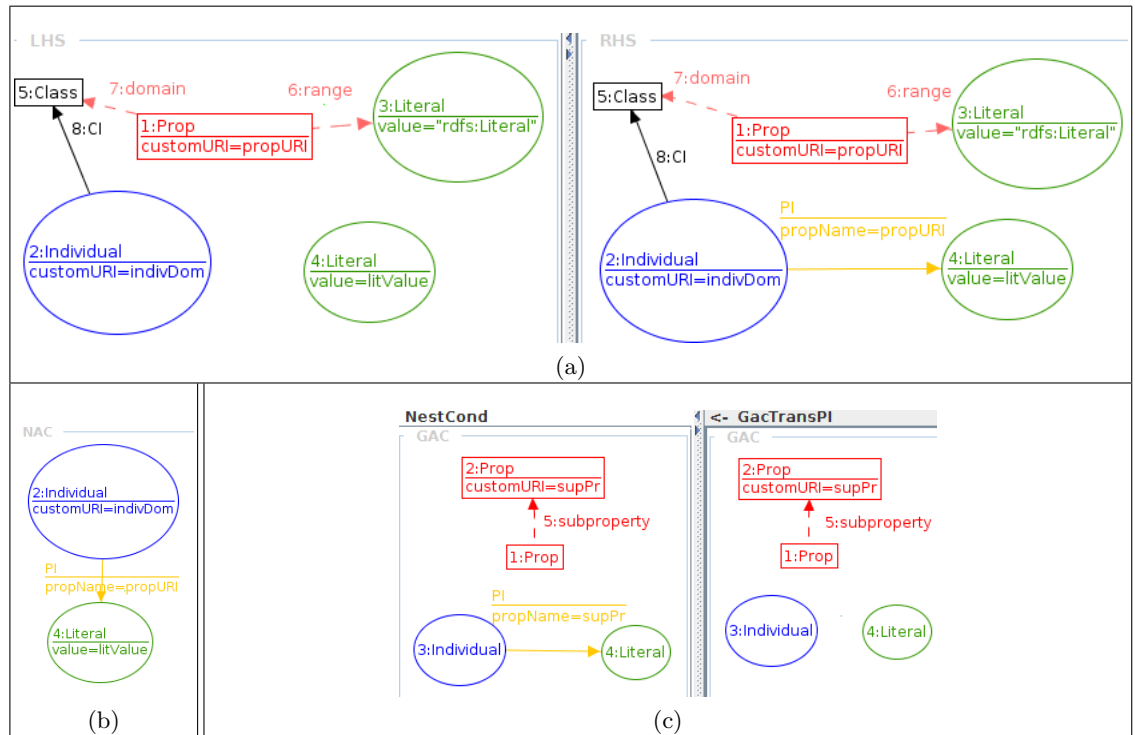 LHS
7:domain
5:Class
6:range
3:Literal
value="rdfs:Literal"
1:Prop
customURI=propURI
8:CI
2:Individual
customURI=indivDom
4:Literal
value=litValue
RHS
7:domain
5:Class
6:range
3:Literal
value="rdfs:Literal"
1:Prop
customURI=propURI
8:CI
PI
propName=propURI
2:Individual
customURI=indivDom
4:Literal
value=litValue
(a)
NAC
2:Individual
customURI=indivDom
PI
propName=propURI
4:Literal
value=litValue
(b)
NestCond
GAC
2:Prop
customURI=supPr
5:subproperty
1:Prop
PI
propName=supPr
3:Individual
4:Literal
<- GacTransPI
GAC
2:Prop
customURI=supPr
5:subproperty
1:Prop
3:Individual
4:Literal
(c)